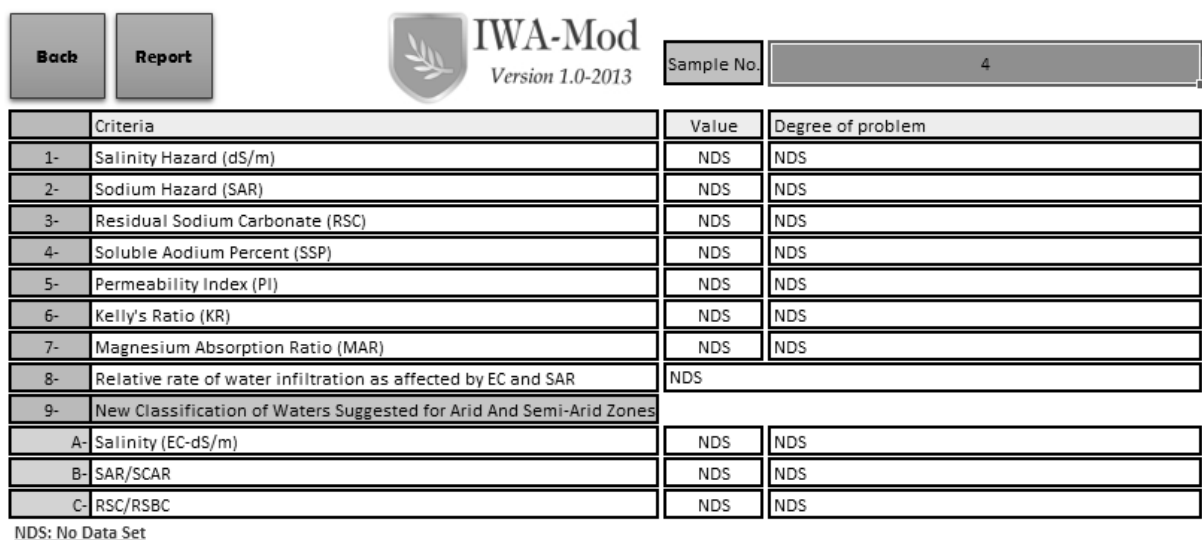 Back
Report
IWA-Mod
Version 1.0-2013
Sample No. 4
Criteria Value Degree of problem
1- Salinity Hazard (dS/m) NDS NDS
2- Sodium Hazard (SAR) NDS NDS
3- Residual Sodium Carbonate (RSC) NDS NDS
4- Soluble Aodium Percent (SSP) NDS NDS
5- Permeability Index (PI) NDS NDS
6- Kelly's Ratio (KR) NDS NDS
7- Magnesium Absorption Ratio (MAR) NDS NDS
8- Relative rate of water infiltration as affected by EC and SAR NDS
9- New Classification of Waters Suggested for Arid And Semi-Arid Zones
A- Salinity (EC-dS/m) NDS NDS
B- SAR/SCAR NDS NDS
C- RSC/RSBC NDS NDS
NDS: No Data Set